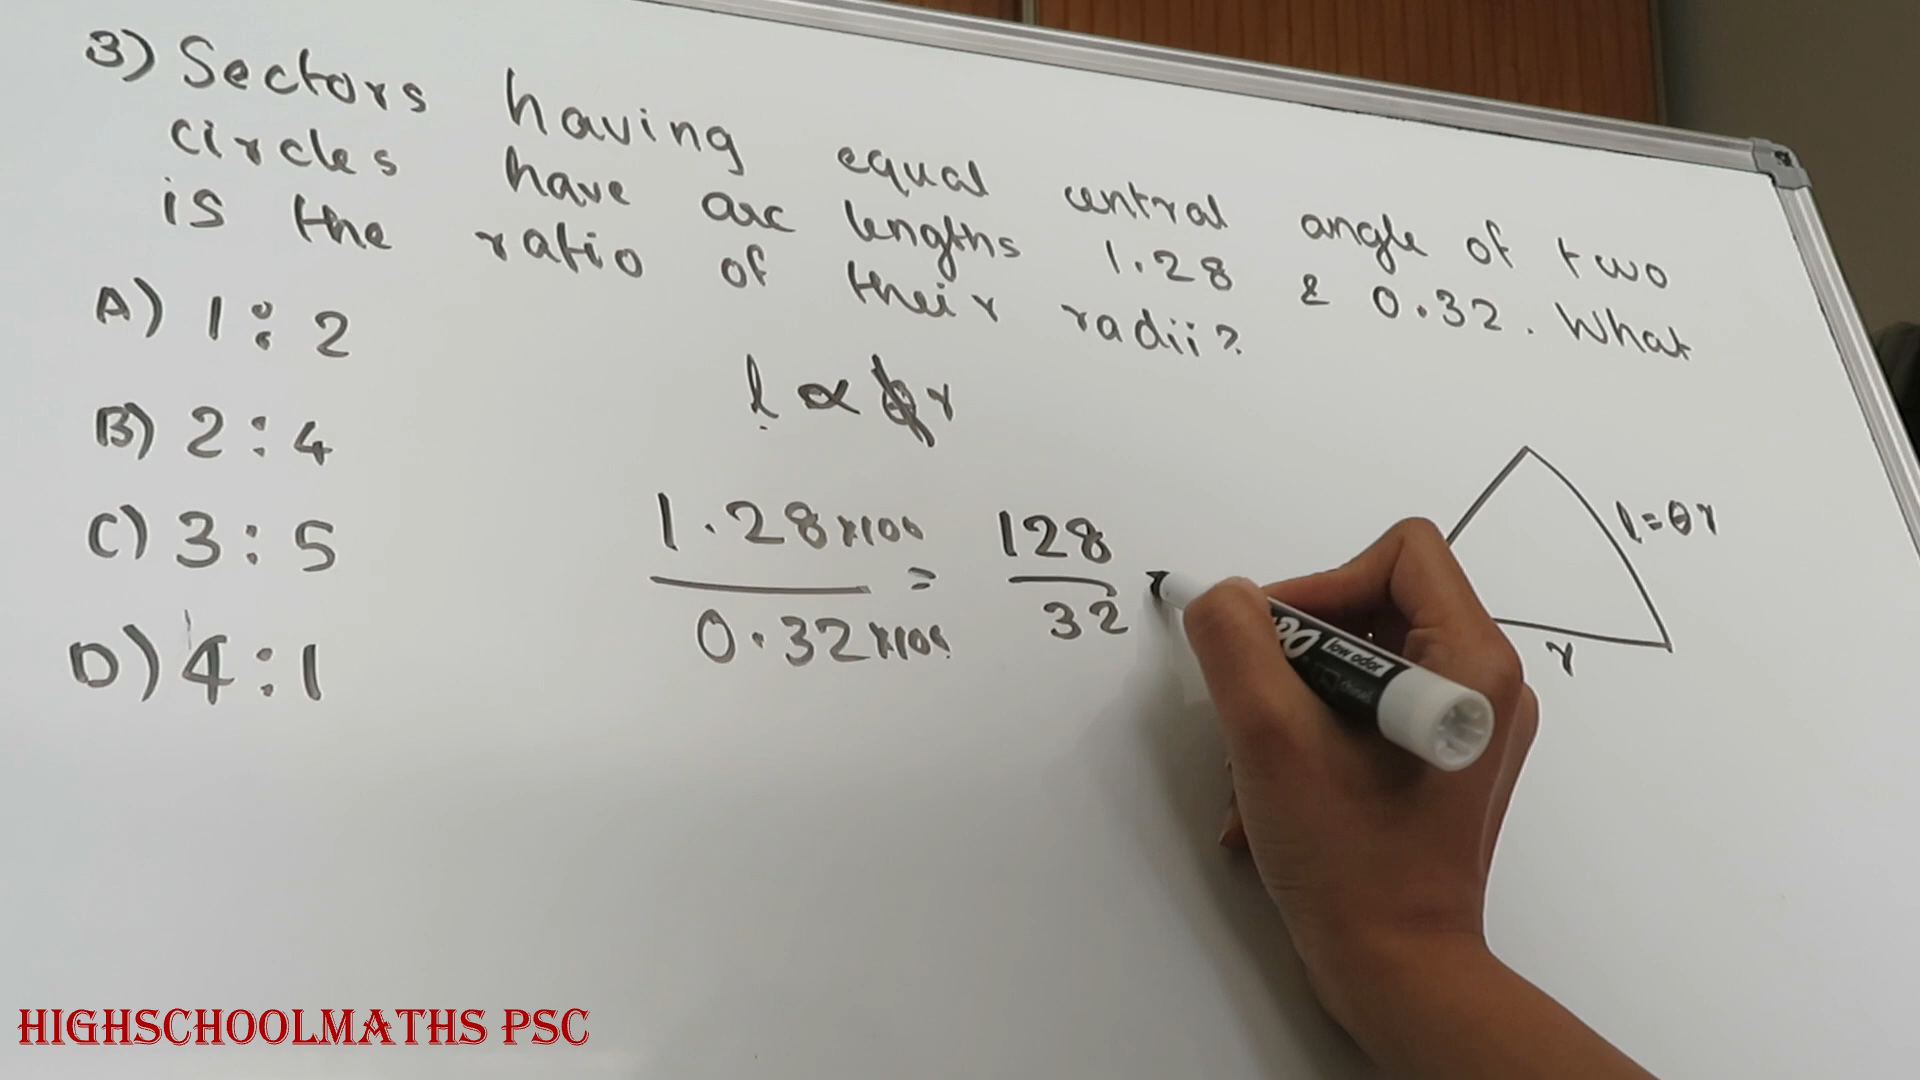 3) Sectors having equal central angle of two
circles have arc lengths 1.28 & 0.32. What
is the ratio of their radii?
A) 1 : 2
B) 2 : 4
C) 3 : 5
D) 4 : 1
l ∝ r
1.28×100 = 128
0.32×100 32
l=θr
r
low odor
HIGHSCHOOLMATHS PSC